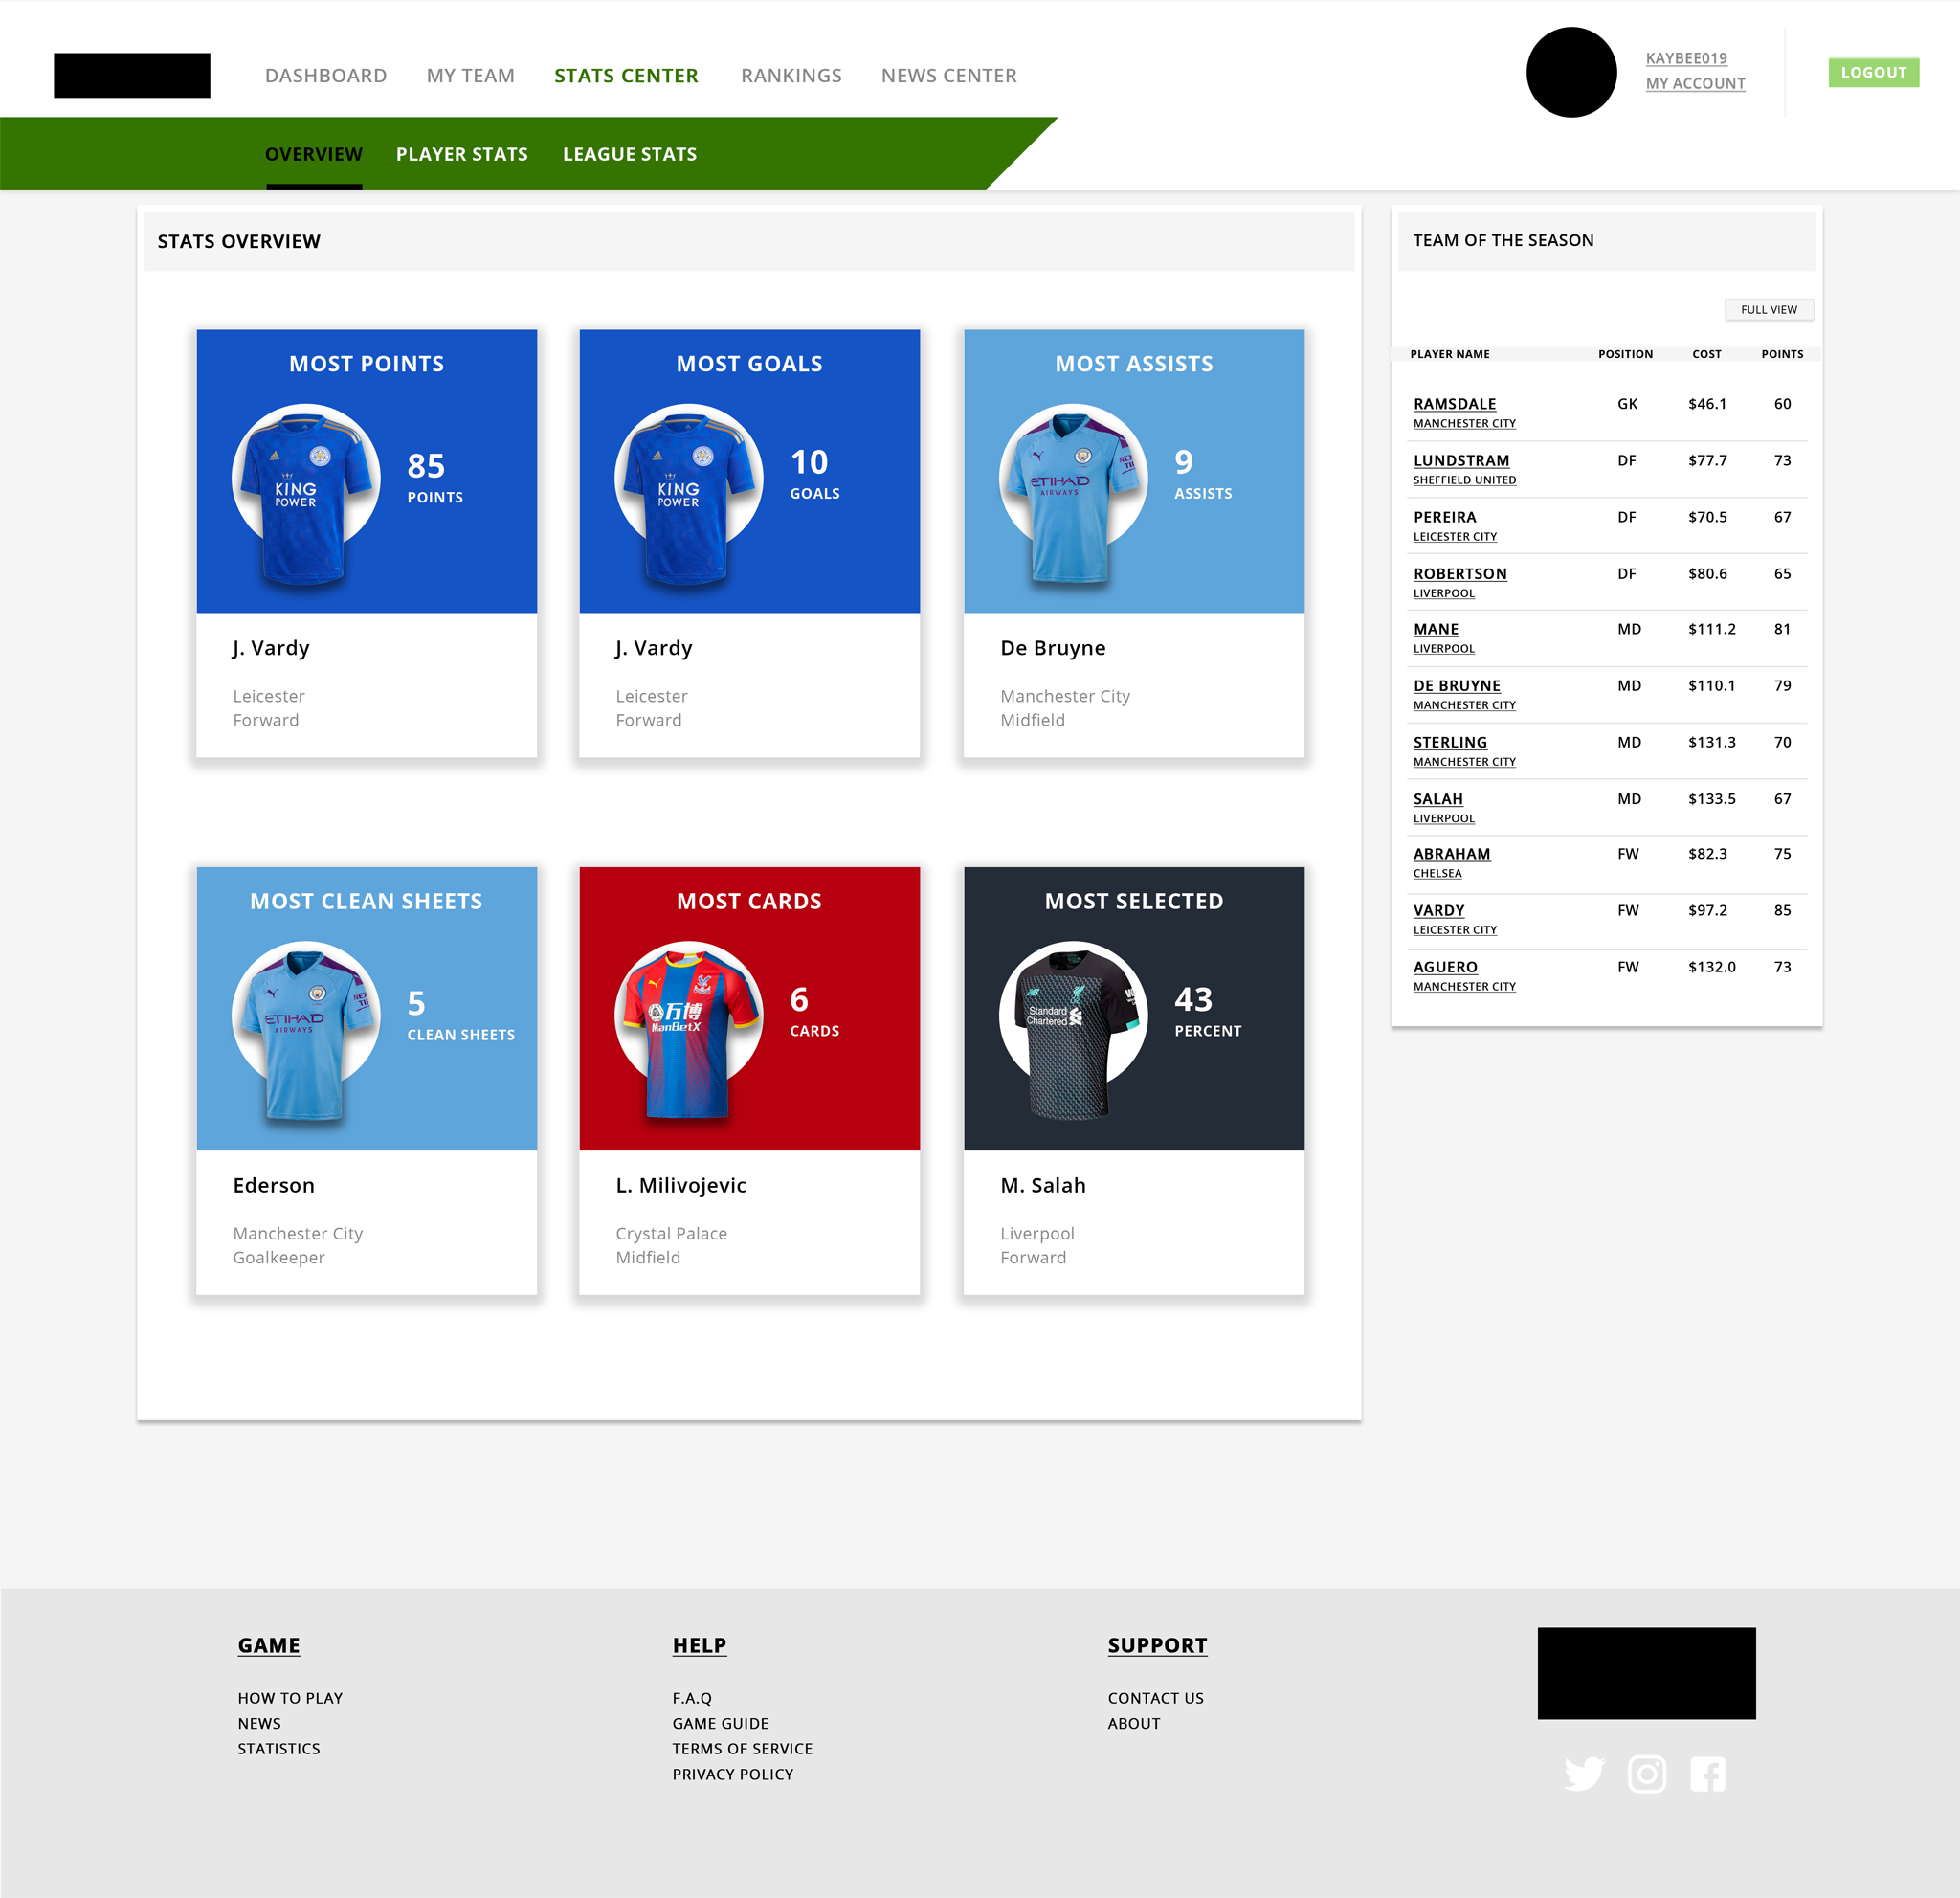 DASHBOARD MY TEAM STATS CENTER RANKINGS NEWS CENTER
KAYBEE019
MY ACCOUNT
LOGOUT
OVERVIEW PLAYER STATS LEAGUE STATS
STATS OVERVIEW
MOST POINTS
KING
POWER
85
POINTS
J. Vardy
Leicester
Forward
MOST GOALS
KING
POWER
10
GOALS
J. Vardy
Leicester
Forward
MOST ASSISTS
ETIHAD
AIRWAYS
9
ASSISTS
De Bruyne
Manchester City
Midfield
MOST CLEAN SHEETS
ETIHAD
AIRWAYS
5
CLEAN SHEETS
Ederson
Manchester City
Goalkeeper
MOST CARDS
万博
ManBetX
6
CARDS
L. Milivojevic
Crystal Palace
Midfield
MOST SELECTED
Standard
Chartered
43
PERCENT
M. Salah
Liverpool
Forward
TEAM OF THE SEASON
FULL VIEW
PLAYER NAME POSITION COST POINTS
RAMSDALE GK $46.1 60
MANCHESTER CITY
LUNDSTRAM DF $77.7 73
SHEFFIELD UNITED
PEREIRA DF $70.5 67
LEICESTER CITY
ROBERTSON DF $80.6 65
LIVERPOOL
MANE MD $111.2 81
LIVERPOOL
DE BRUYNE MD $110.1 79
MANCHESTER CITY
STERLING MD $131.3 70
MANCHESTER CITY
SALAH MD $133.5 67
LIVERPOOL
ABRAHAM FW $82.3 75
CHELSEA
VARDY FW $97.2 85
LEICESTER CITY
AGUERO FW $132.0 73
MANCHESTER CITY
GAME
HOW TO PLAY
NEWS
STATISTICS
HELP
F.A.Q
GAME GUIDE
TERMS OF SERVICE
PRIVACY POLICY
SUPPORT
CONTACT US
ABOUT